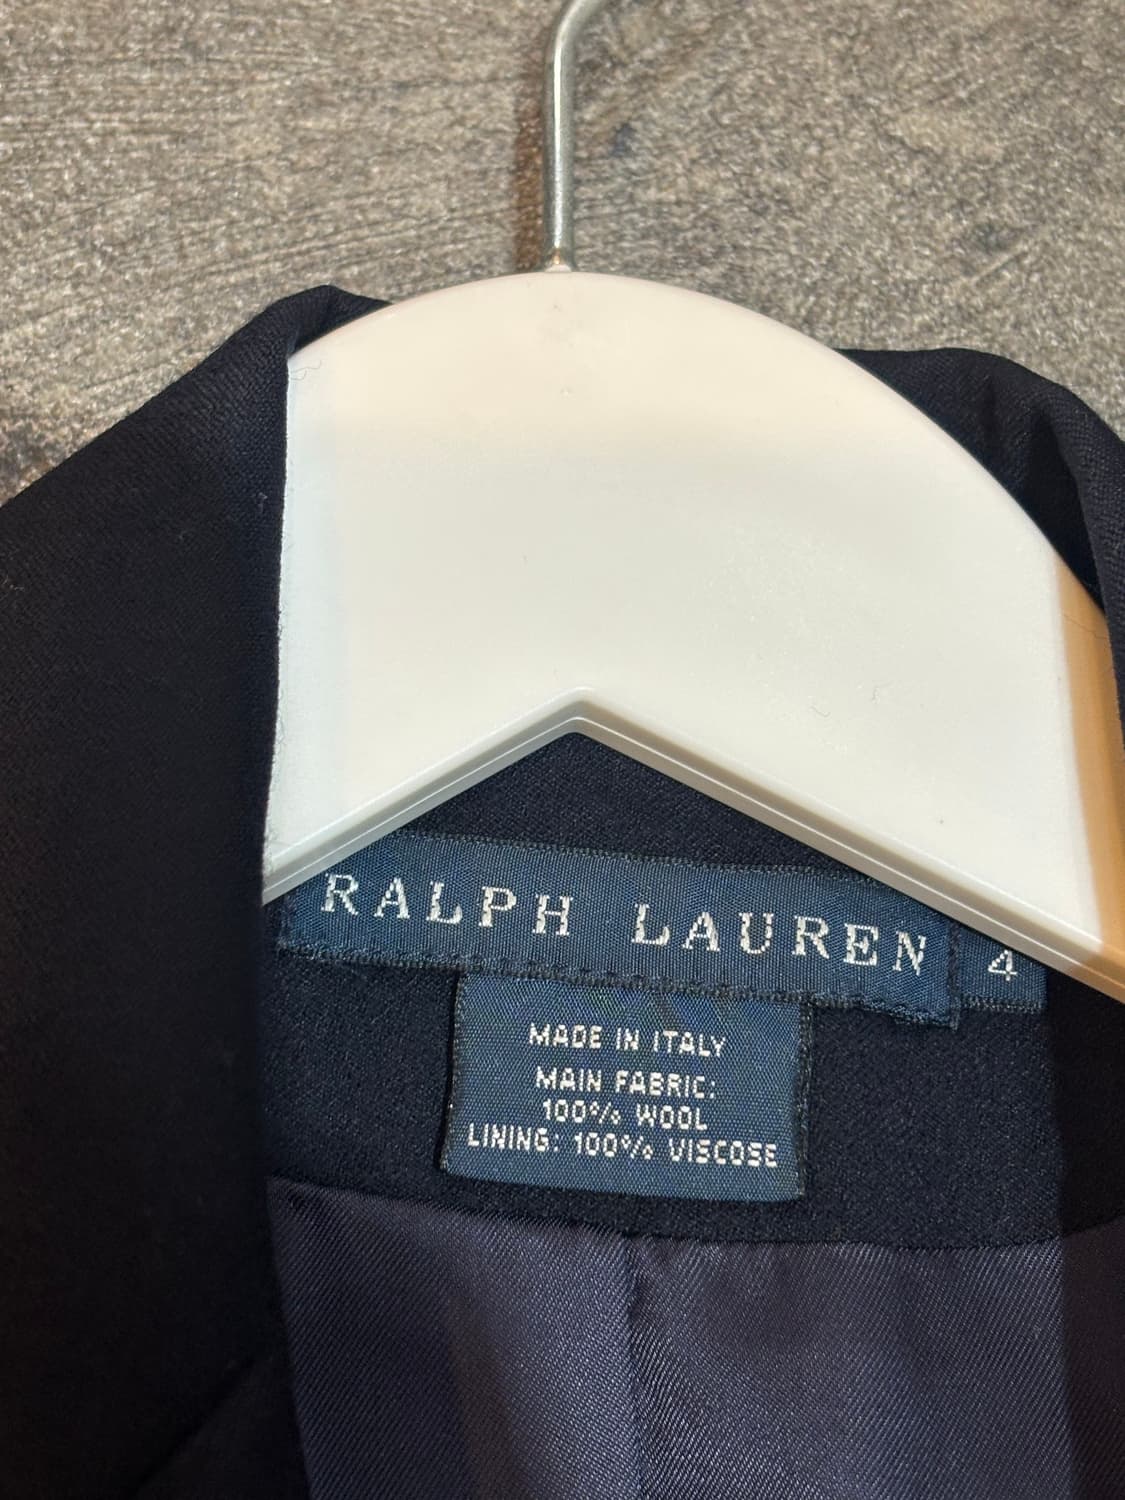 RALPH LAUREN 4
MADE IN ITALY
MAIN FABRIC:
100% WOOL
LINING: 100% VISCOSE